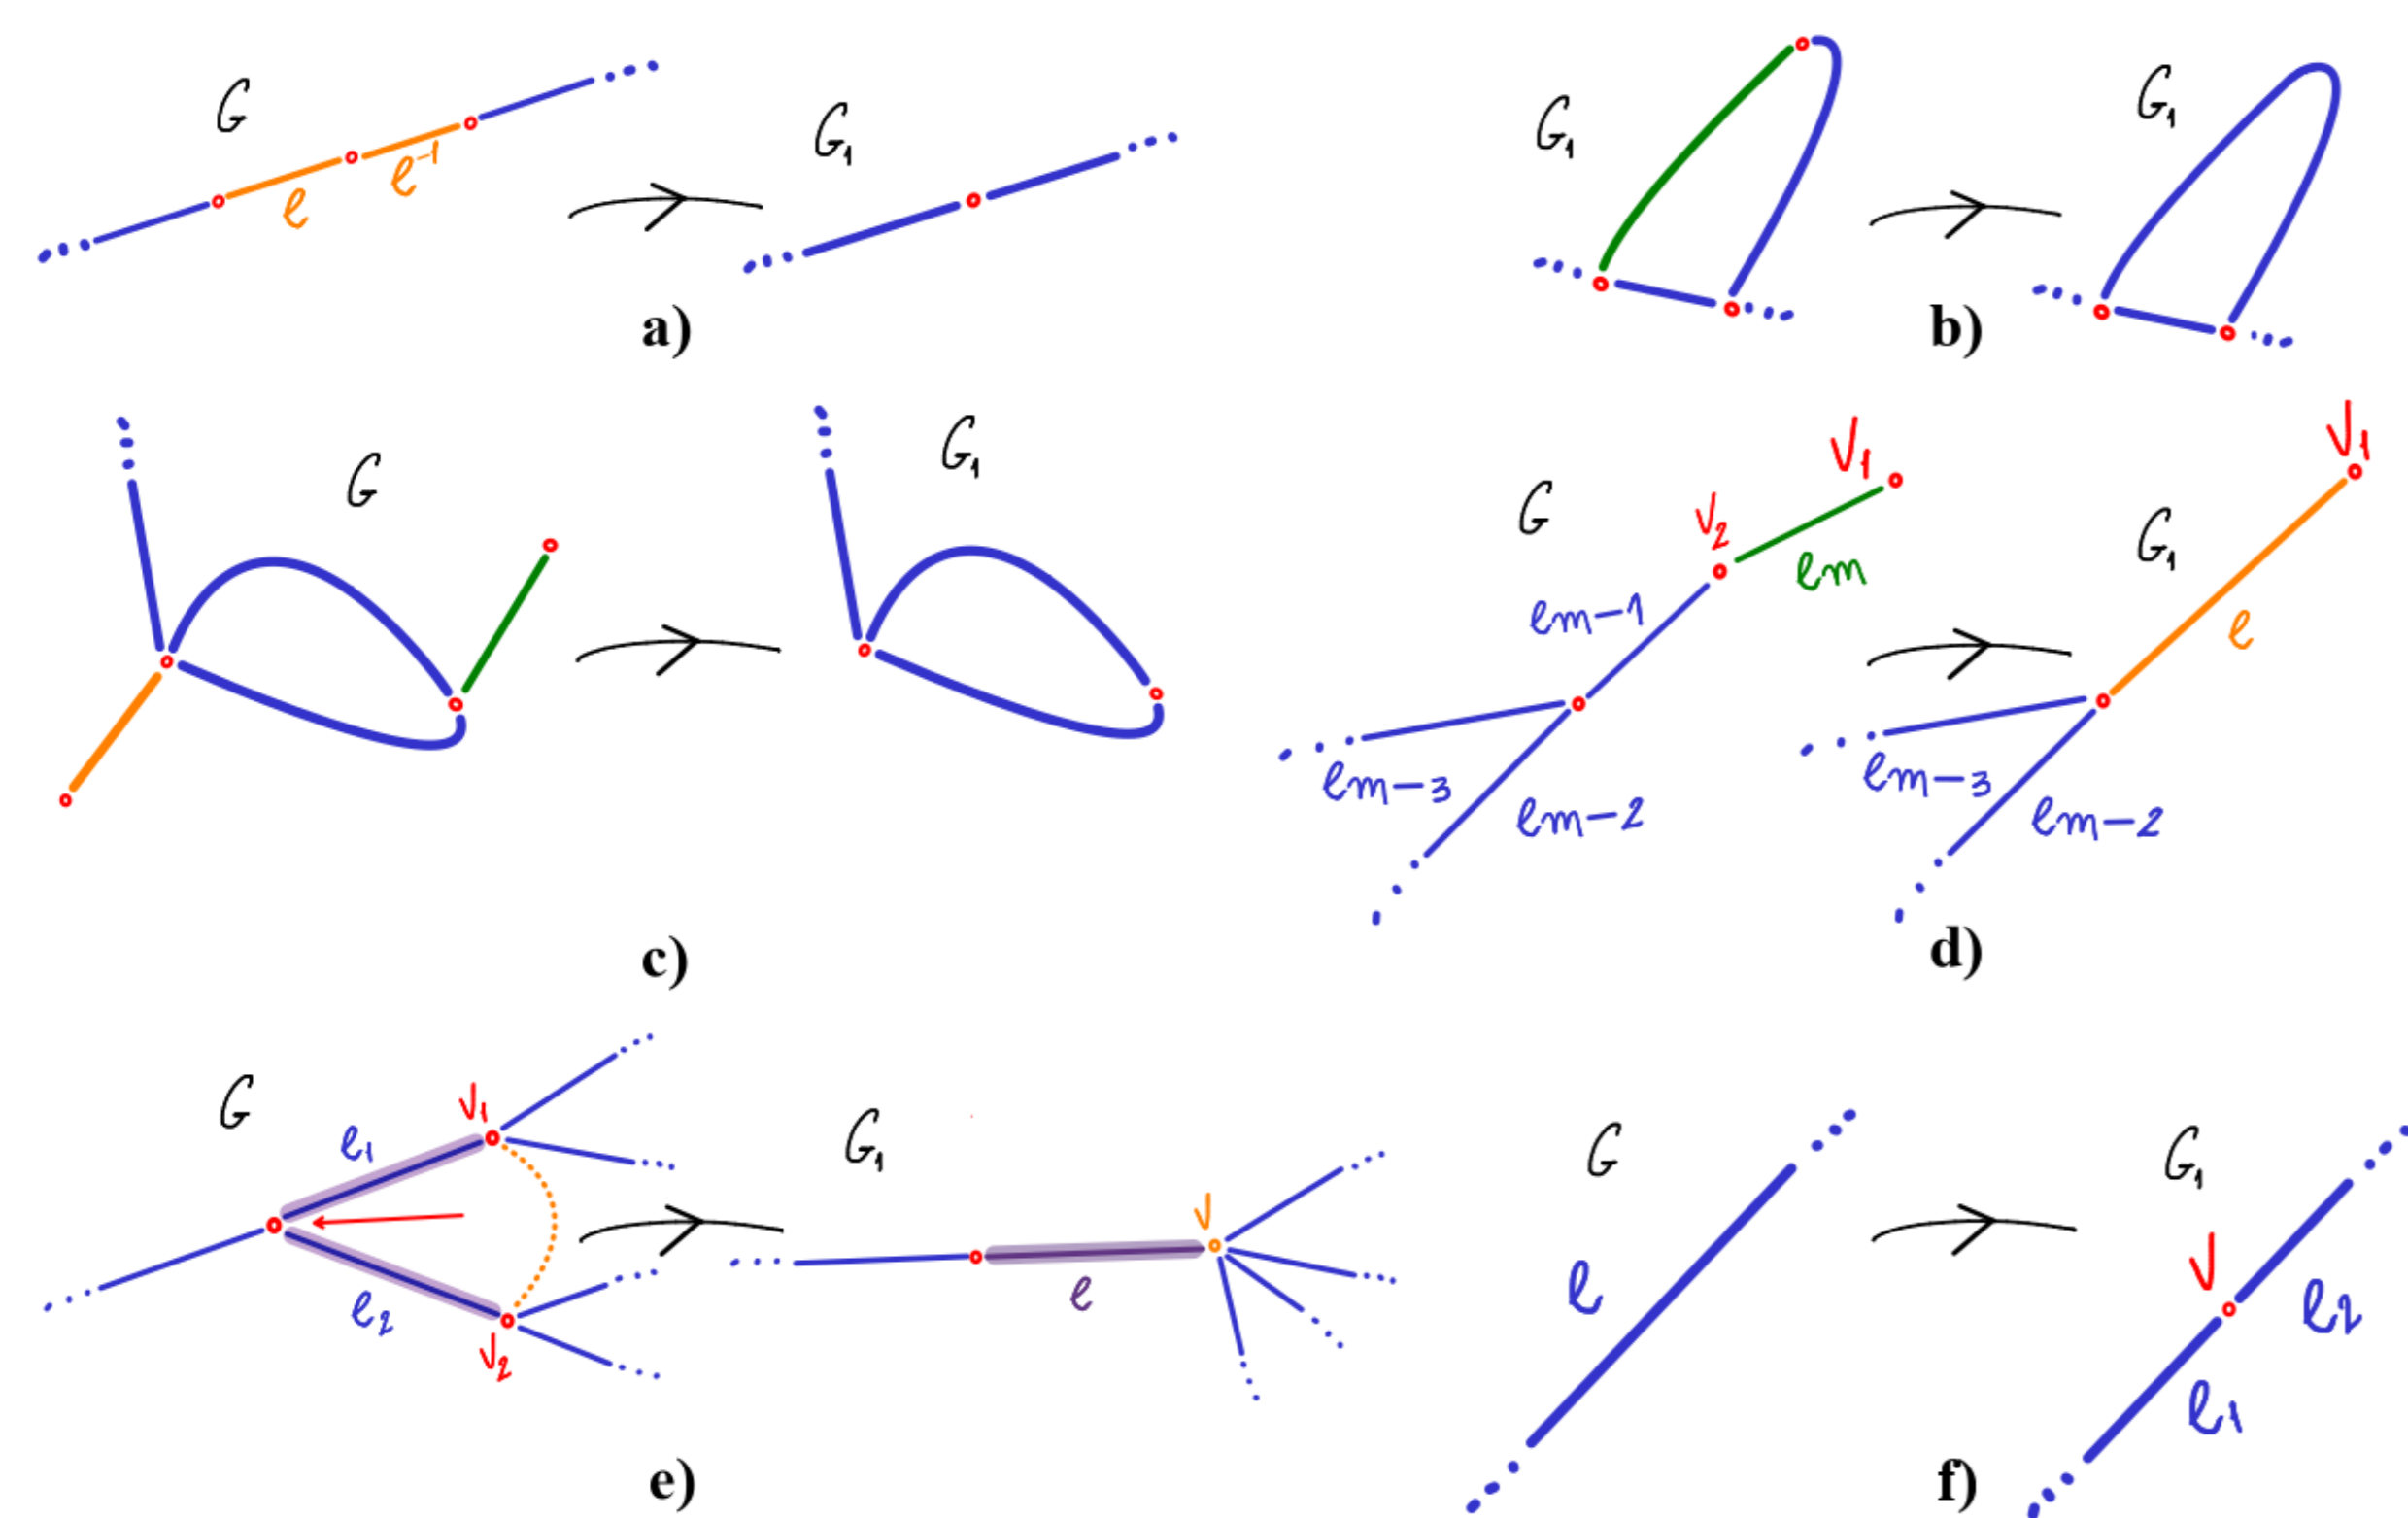 G
e
e⁻¹
G₁
a)
G₁
G₁
b)
G
G₁
c)
G
V₁
V₂
em
em-1
em-3
em-2
G₁
V₁
e
em-3
em-2
d)
G
e₁
V₁
e₂
V₂
G₁
V
e
e)
G
e
G₁
V
e₂
e₁
f)